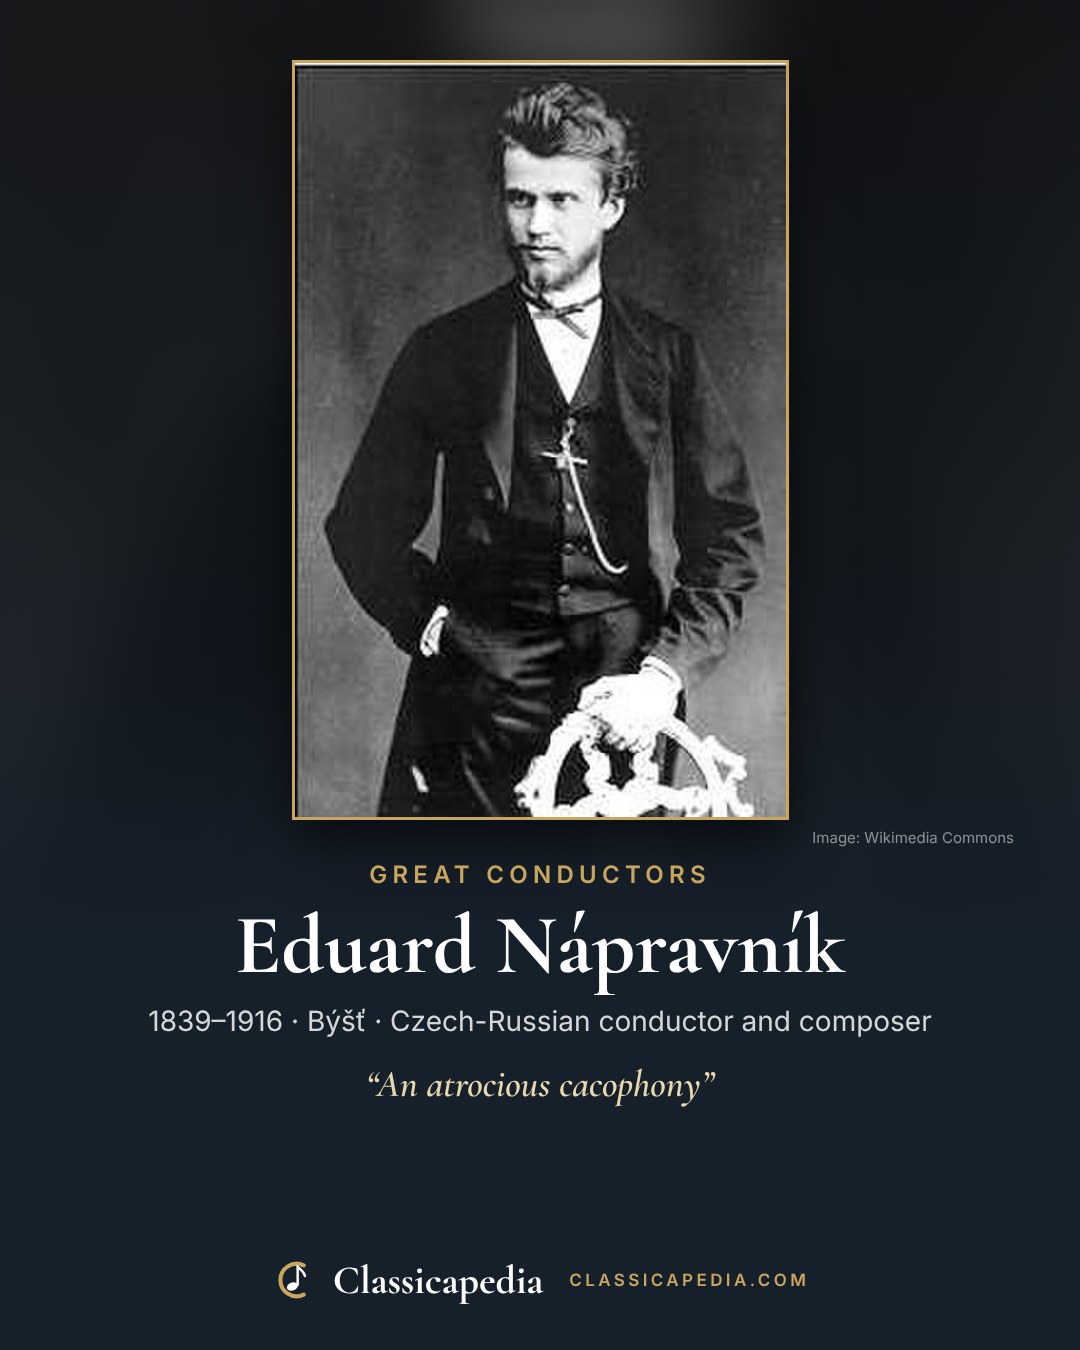 Image: Wikimedia Commons
GREAT CONDUCTORS
Eduard Nápravník
1839–1916 · Býšť · Czech-Russian conductor and composer
“An atrocious cacophony”
Classicapedia CLASSICAPEDIA.COM